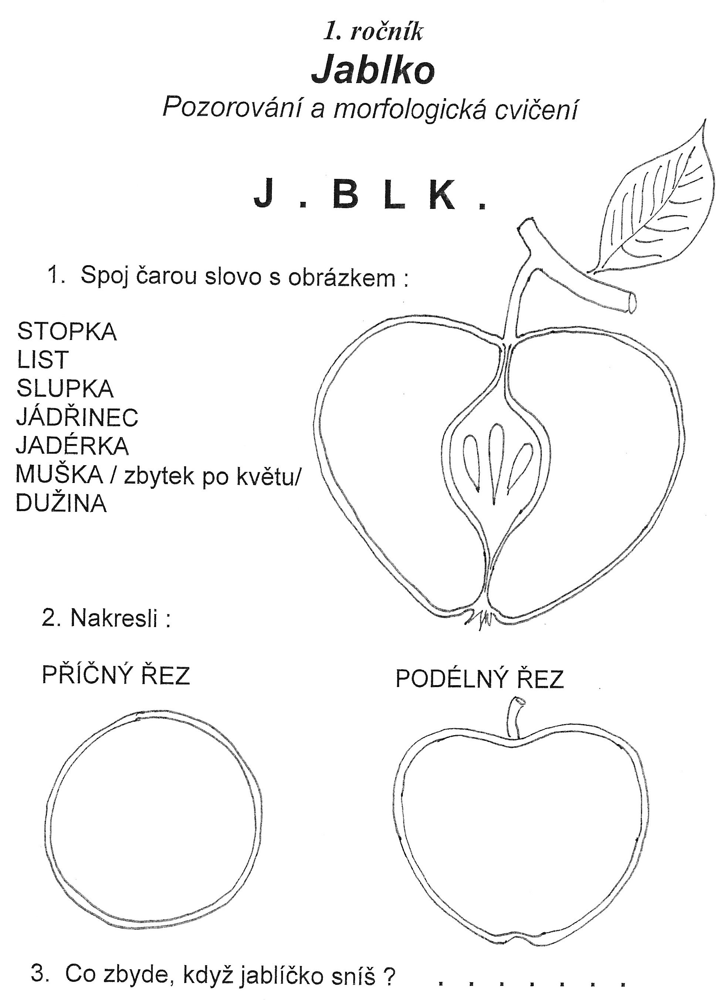 1. ročník
Jablko
Pozorování a morfologická cvičení
J . B L K .
1. Spoj čarou slovo s obrázkem :
STOPKA
LIST
SLUPKA
JÁDŘINEC
JADÉRKA
MUŠKA / zbytek po květu/
DUŽINA
2. Nakresli :
PŘÍČNÝ ŘEZ
PODÉLNÝ ŘEZ
3. Co zbyde, když jablíčko sníš ? . . . . . . .